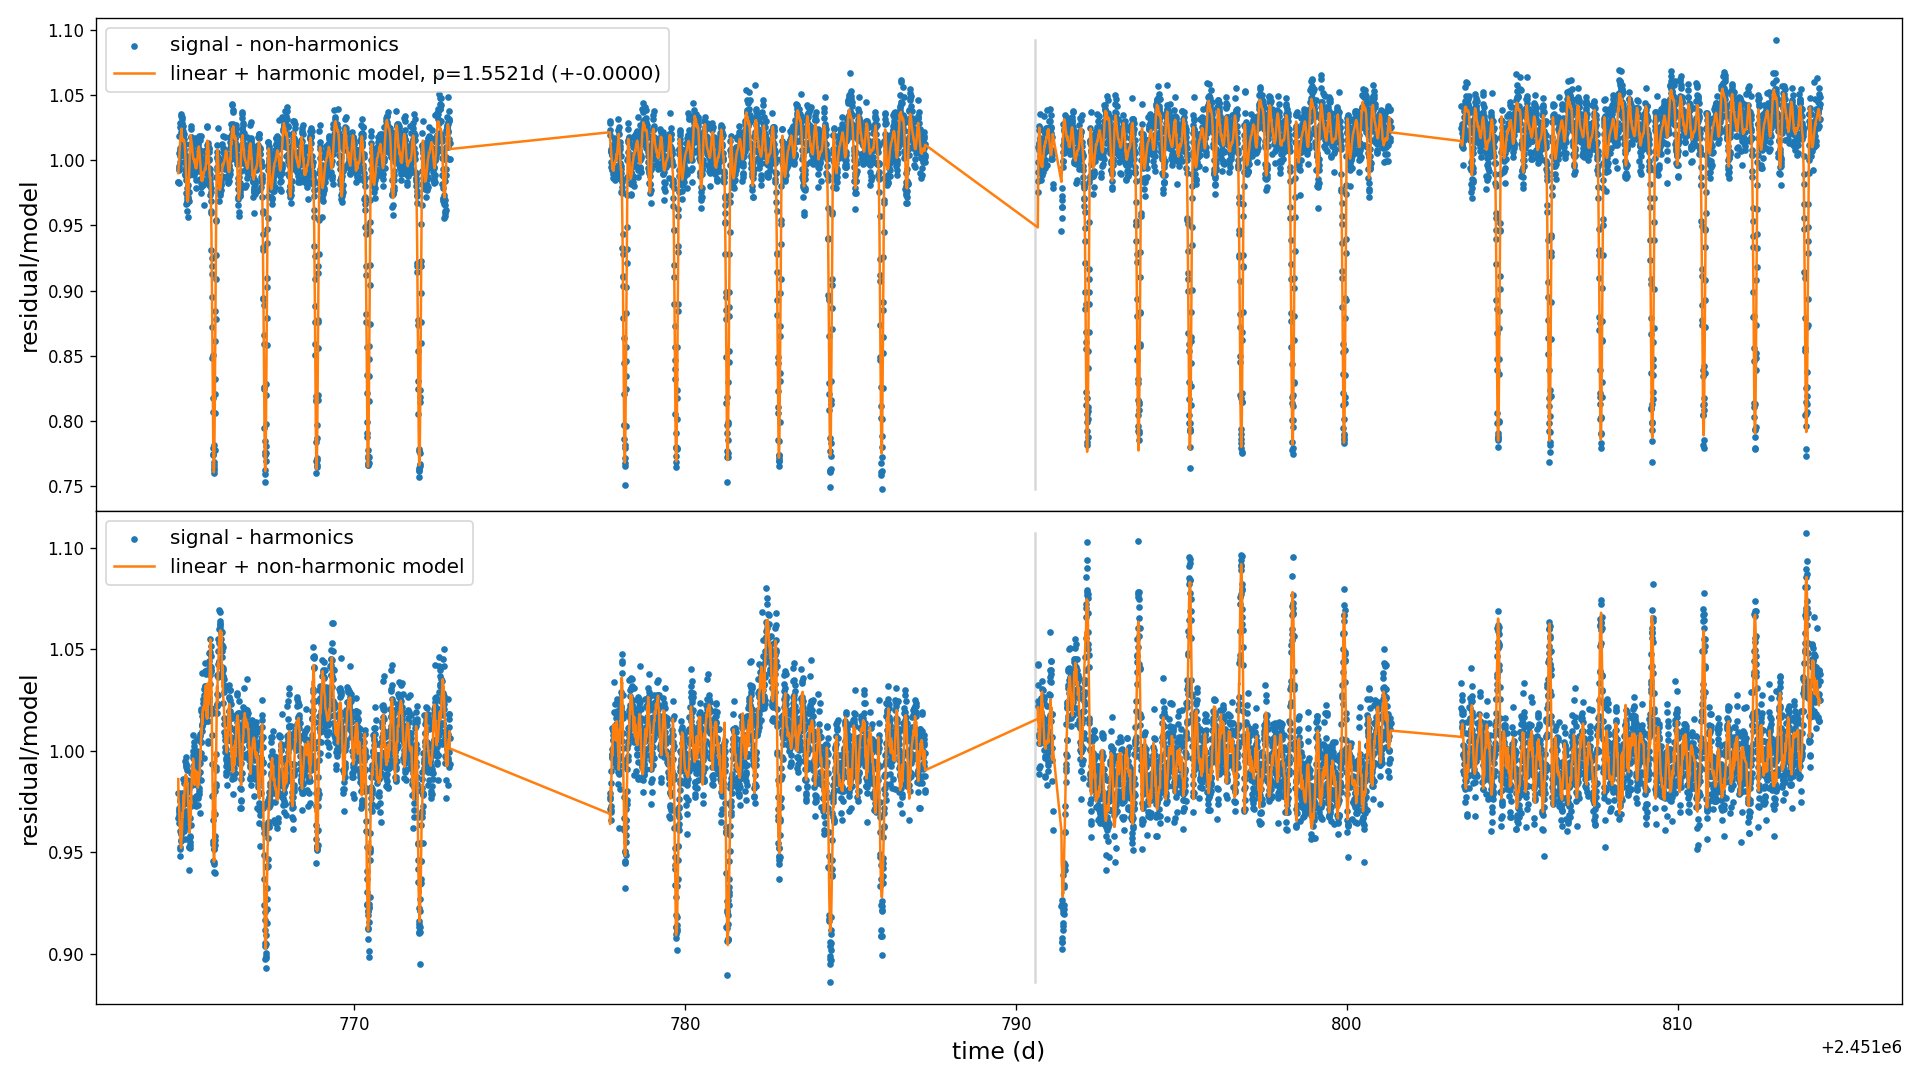 signal - non-harmonics
linear + harmonic model, p=1.5521d (+-0.0000)
1.10
1.05
1.00
0.95
0.90
0.85
0.80
0.75
residual/model
signal - harmonics
linear + non-harmonic model
1.10
1.05
1.00
0.95
0.90
residual/model
770
780
790
800
810
time (d)
+2.451e6